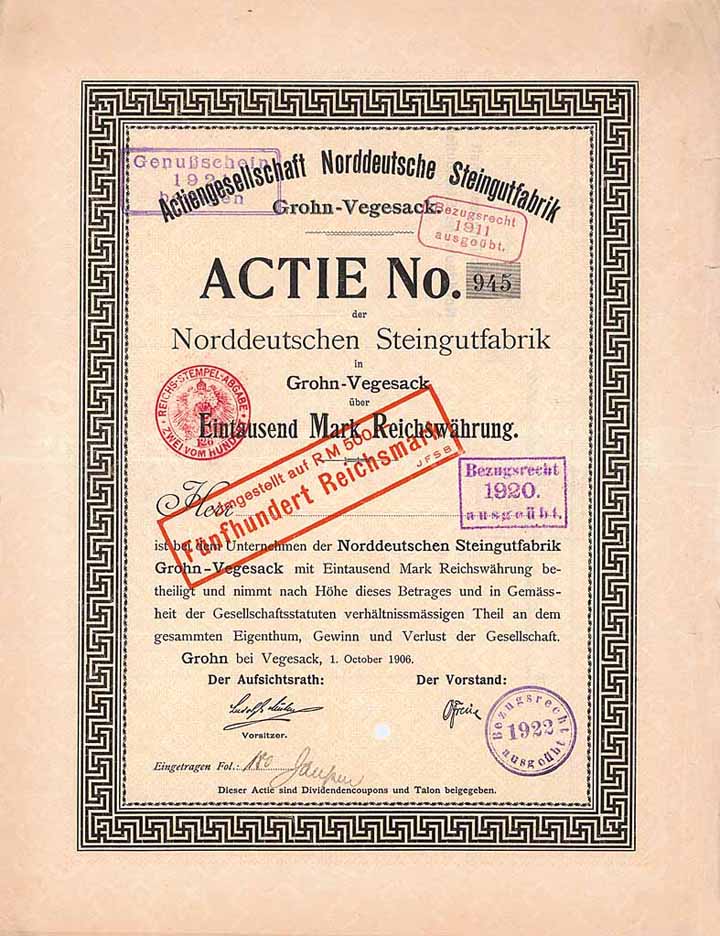 Genußschein
Actiengesellschaft Norddeutsche Steingutfabrik
Grohn-Vegesack.
Bezugsrecht
1911
ausgeübt.
ACTIE No. 945
der
Norddeutschen Steingutfabrik
in
Grohn-Vegesack
über
REICHS-STEMPEL-ABGABE
ZWEI VOM HUNDERT
Eintausend Mark Reichswährung.
Umgestellt auf RM 500.-
Fünfhundert Reichsmark
JFSB
Bezugsrecht
1920.
ausgeübt.
Herr
ist bei dem Unternehmen der Norddeutschen Steingutfabrik
Grohn-Vegesack mit Eintausend Mark Reichswährung be-
theiligt und nimmt nach Höhe dieses Betrages und in Gemäss-
heit der Gesellschaftsstatuten verhältnissmässigen Theil an dem
gesammten Eigenthum, Gewinn und Verlust der Gesellschaft.
Grohn bei Vegesack, 1. October 1906.
Der Aufsichtsrath: Der Vorstand:
Vorsitzer.
Bezugsrecht
1922
ausgeübt
Eingetragen Fol.: 180
Dieser Actie sind Dividendencoupons und Talon beigegeben.